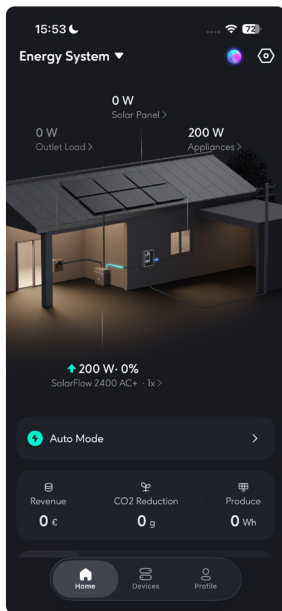 15:53
72
Energy System
0 W
Solar Panel >
0 W
Outlet Load >
200 W
Appliances >
200 W· 0%
SolarFlow 2400 AC+ · 1x >
Auto Mode
Revenue
0 €
CO2 Reduction
0 g
Produce
0 Wh
Home
Devices
Profile